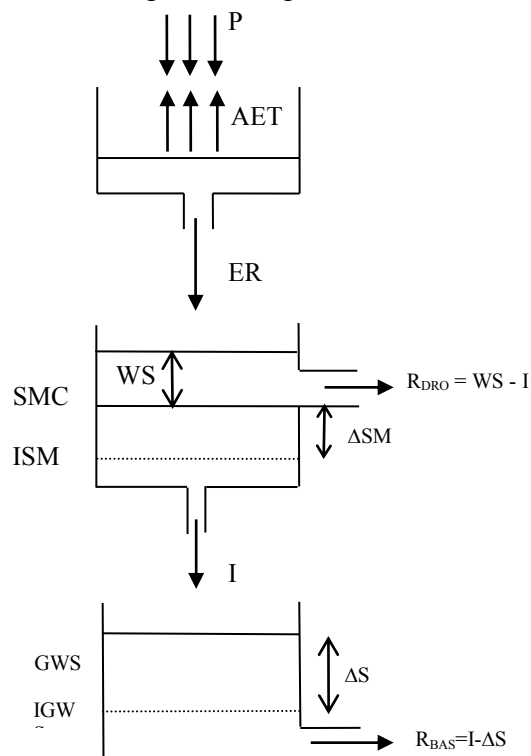 P
AET
ER
WS
R_DRO = WS - I
SMC
ΔSM
ISM
I
GWS
ΔS
IGW
R_BAS=I-ΔS